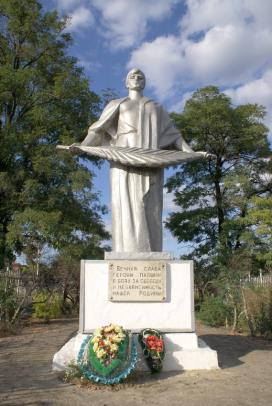 ВЕЧНАЯ СЛАВА
ГЕРОЯМ ПАВШИМ
В БОЯХ ЗА СВОБОДУ
И НЕЗАВИСИМОСТЬ
НАШЕЙ РОДИНЫ